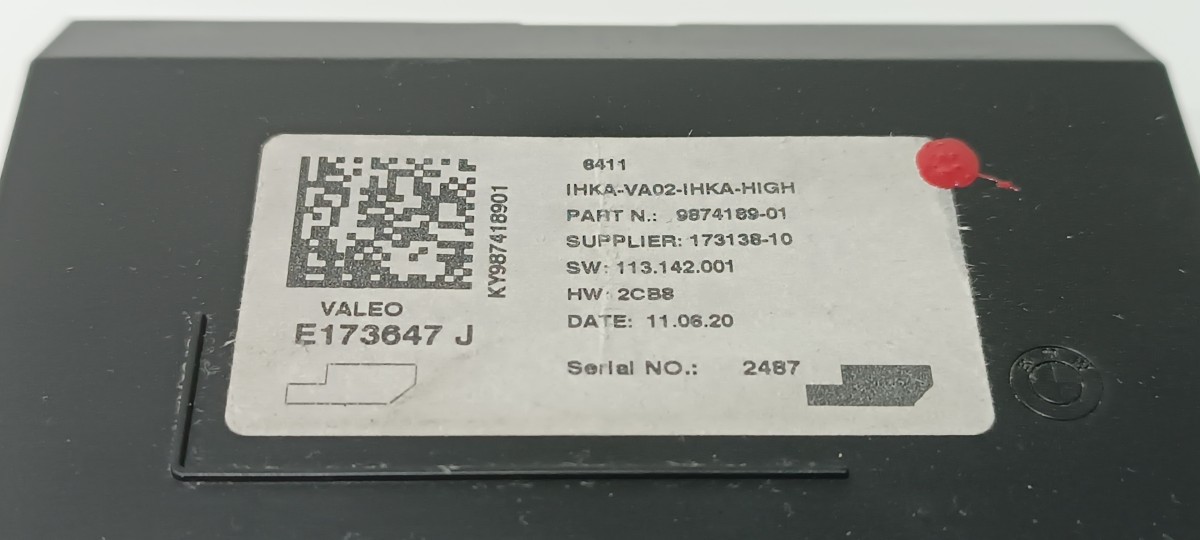 6411
IHKA-VA02-IHKA-HIGH
PART N.: 9874189-01
SUPPLIER: 173138-10
SW: 113.142.001
HW: 2CB8
DATE: 11.06.20
Serial NO.: 2487
KY987418901
VALEO
E173647 J
BMW